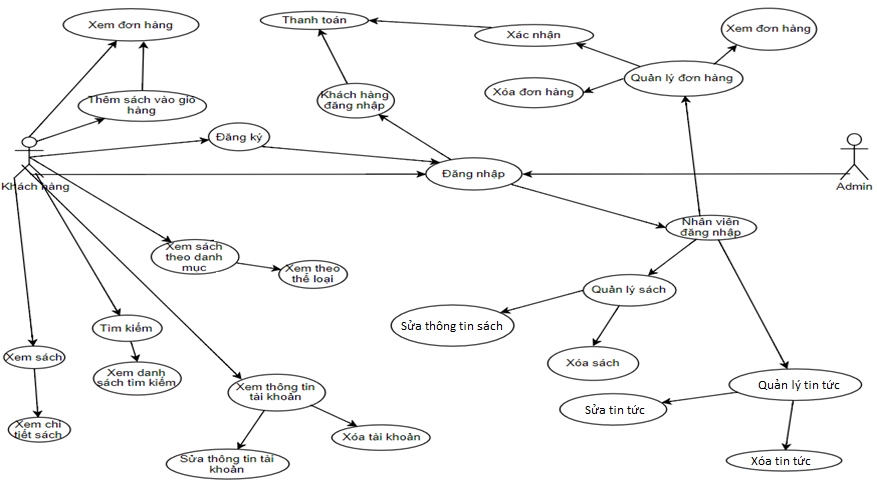 Thanh toán
Xem đơn hàng
Xác nhận
Xem đơn hàng
Quản lý đơn hàng
Xóa đơn hàng
Khách hàng
đăng nhập
Thêm sách vào giỏ
hàng
Đăng ký
Đăng nhập
Khách hàng
Admin
Nhân viên
đăng nhập
Xem sách
theo danh
mục
Xem theo
thể loại
Quản lý sách
Sửa thông tin sách
Tìm kiếm
Xem sách
Xóa sách
Xem danh
sách tìm kiếm
Xem thông tin
tài khoản
Quản lý tin tức
Sửa tin tức
Xem chi
tiết sách
Xóa tài khoản
Sửa thông tin tài
khoản
Xóa tin tức